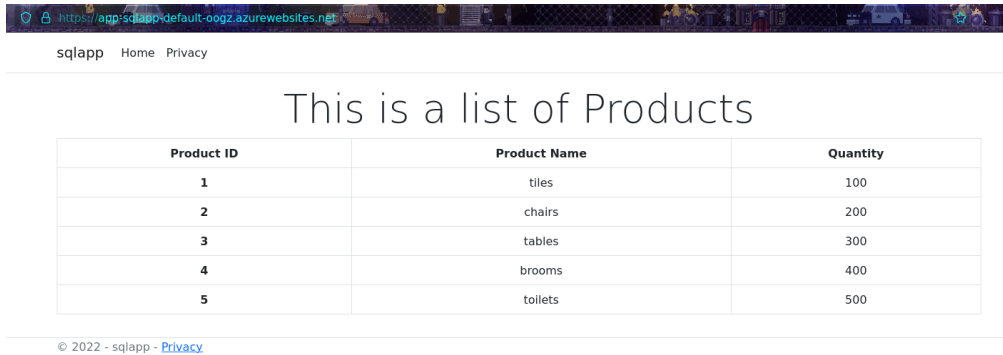 https://app-sqlapp-default-oogz.azurewebsites.net
sqlapp Home Privacy
This is a list of Products
Product ID Product Name Quantity
1 tiles 100
2 chairs 200
3 tables 300
4 brooms 400
5 toilets 500
© 2022 - sqlapp - Privacy